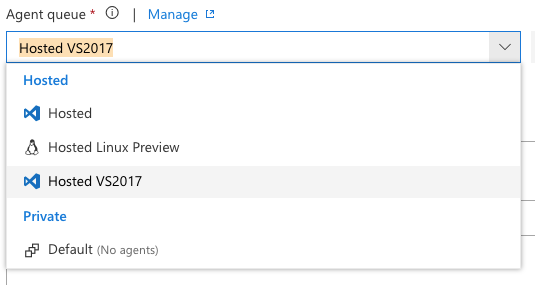 Agent queue * | Manage
Hosted VS2017
Hosted
Hosted
Hosted Linux Preview
Hosted VS2017
Private
Default (No agents)